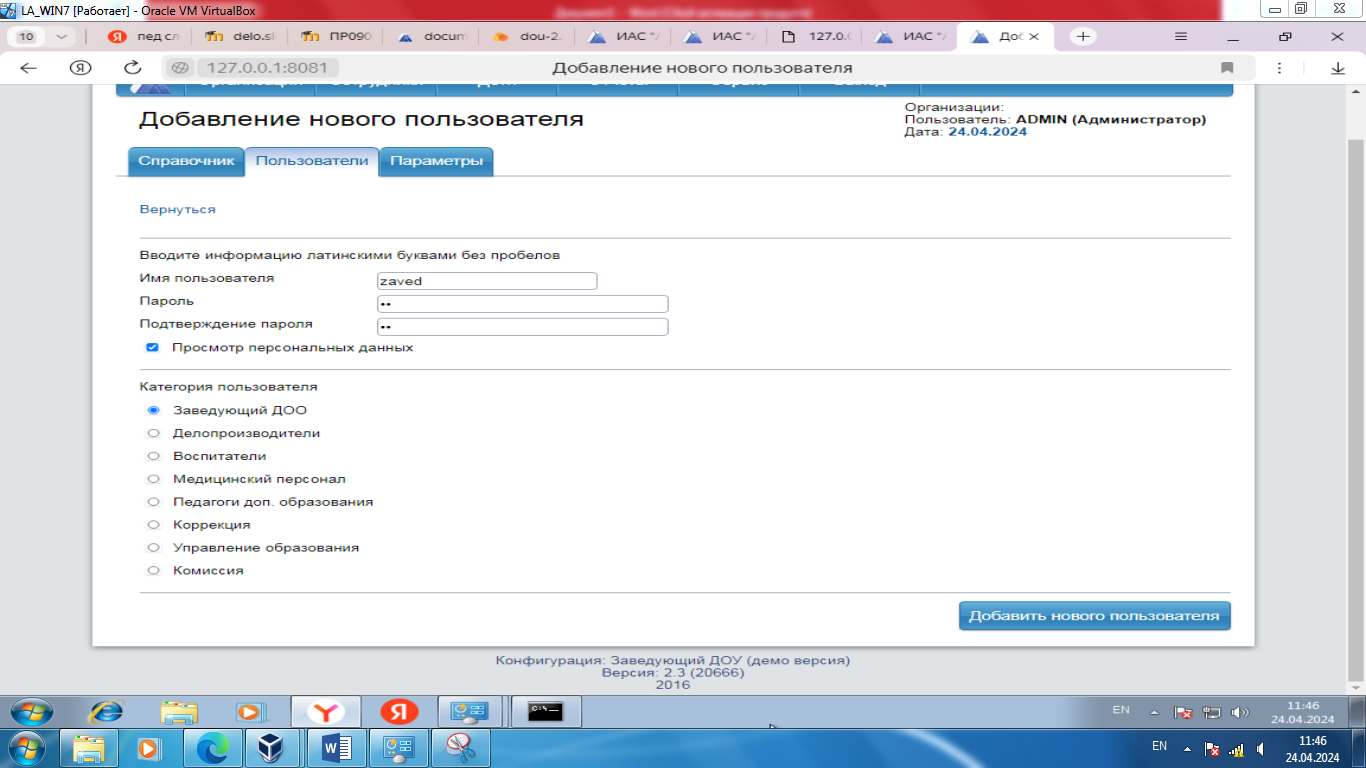 LA_WIN7 [Работает] - Oracle VM VirtualBox
10
пед сл
delo.sl
ПР090
docum
dou-2.
ИАС "
ИАС "
127.0.0
ИАС "
Доб
127.0.0.1:8081
Добавление нового пользователя
Добавление нового пользователя
Организации:
Пользователь: ADMIN (Администратор)
Дата: 24.04.2024
Справочник
Пользователи
Параметры
Вернуться
Вводите информацию латинскими буквами без пробелов
Имя пользователя
zaved
Пароль
••
Подтверждение пароля
••
Просмотр персональных данных
Категория пользователя
Заведующий ДОО
Делопроизводители
Воспитатели
Медицинский персонал
Педагоги доп. образования
Коррекция
Управление образования
Комиссия
Добавить нового пользователя
Конфигурация: Заведующий ДОУ (демо версия)
Версия: 2.3 (20666)
2016
EN
11:46
24.04.2024
EN
11:46
24.04.2024